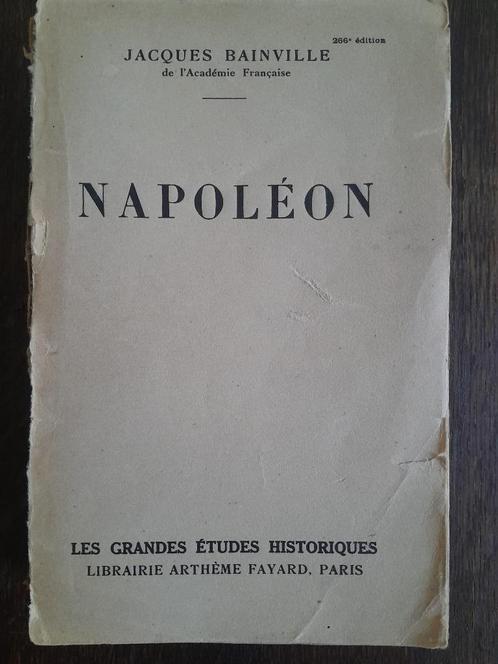 266e édition
JACQUES BAINVILLE
de l'Académie Française
NAPOLÉON
LES GRANDES ÉTUDES HISTORIQUES
LIBRAIRIE ARTHÈME FAYARD, PARIS